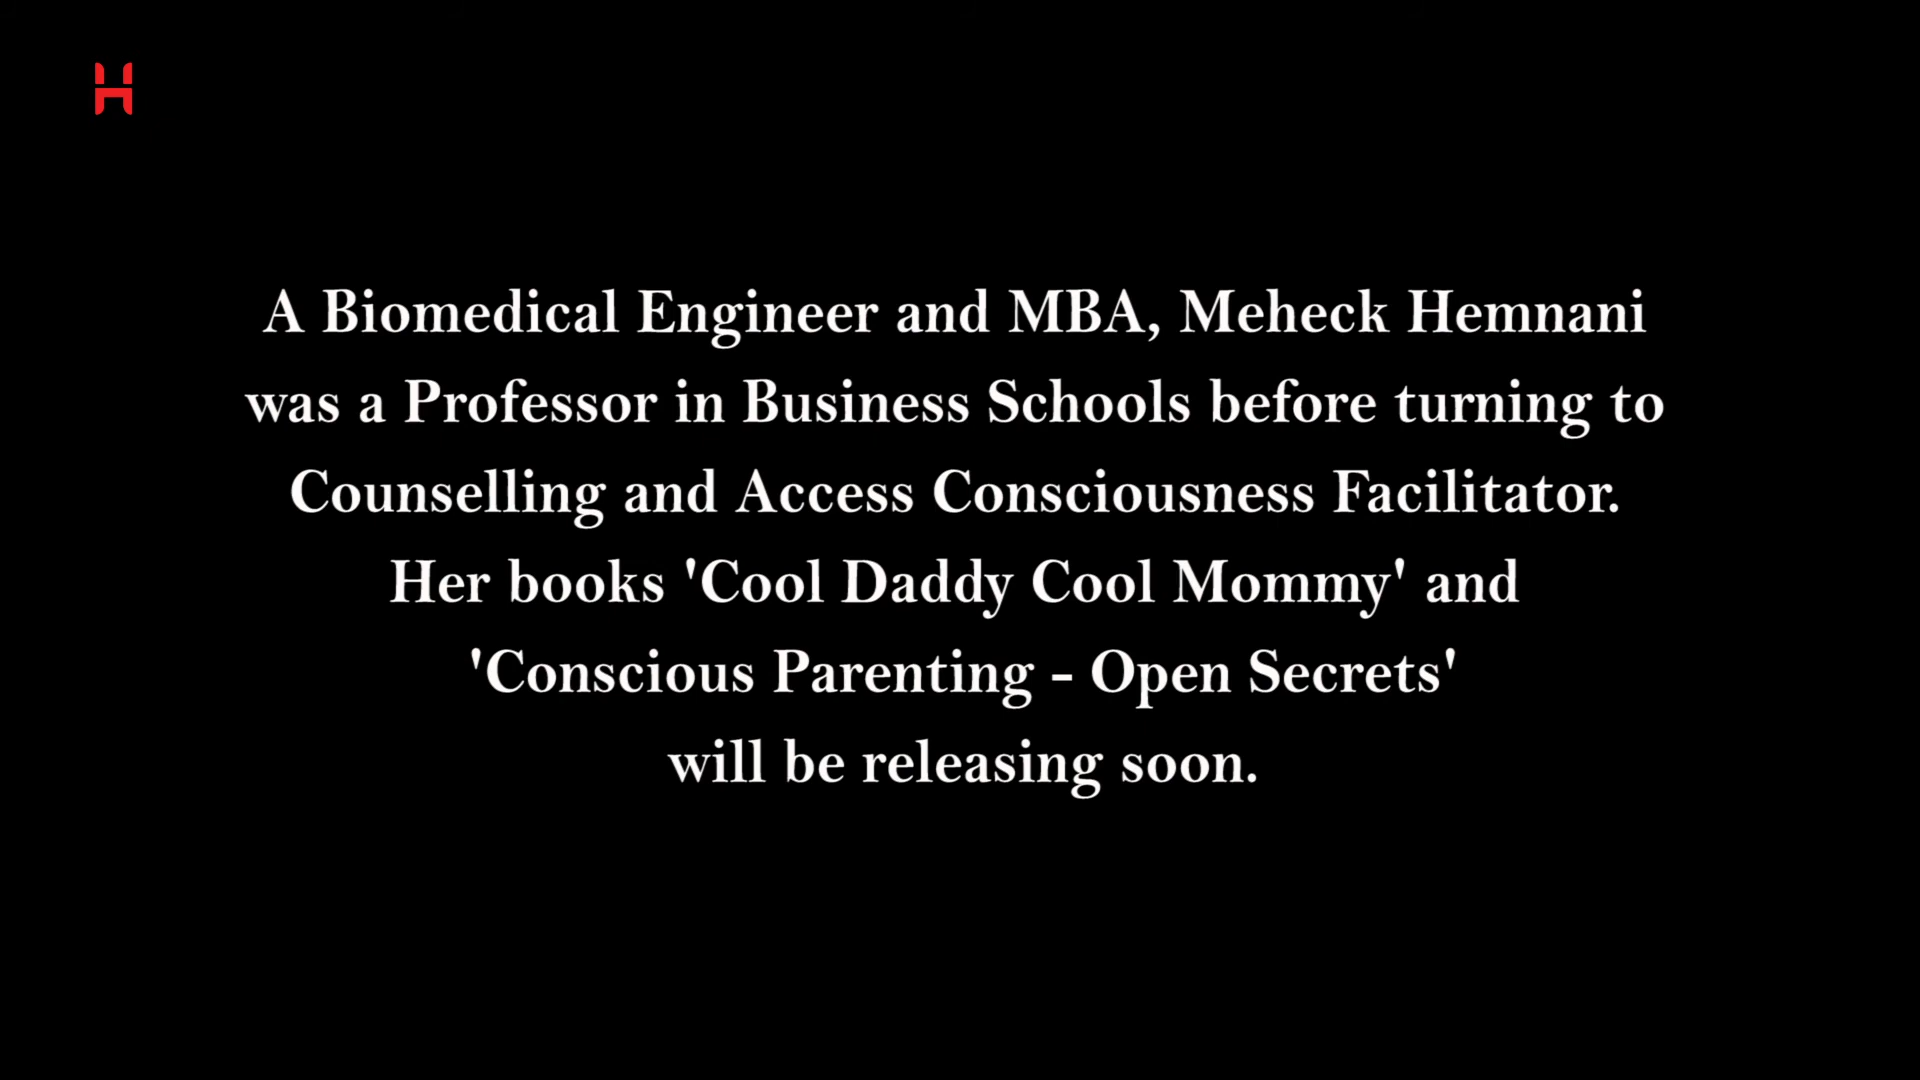 H
A Biomedical Engineer and MBA, Meheck Hemnani
was a Professor in Business Schools before turning to
Counselling and Access Consciousness Facilitator.
Her books 'Cool Daddy Cool Mommy' and
'Conscious Parenting - Open Secrets'
will be releasing soon.